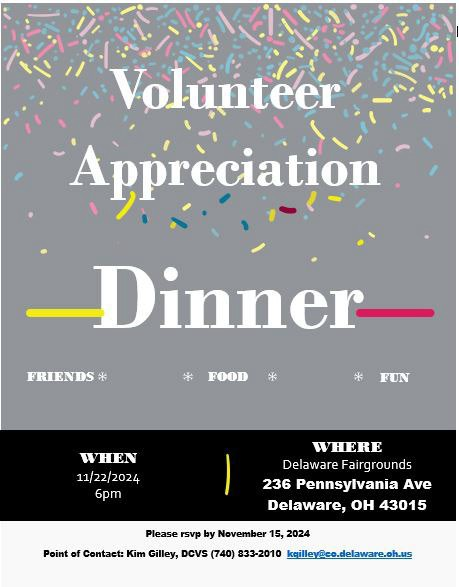 Volunteer
Appreciation
Dinner
FRIENDS * * FOOD * * FUN
WHEN
11/22/2024
6pm
WHERE
Delaware Fairgrounds
236 Pennsylvania Ave
Delaware, OH 43015
Please rsvp by November 15, 2024
Point of Contact: Kim Gilley, DCVS (740) 833-2010 kgilley@co.delaware.oh.us